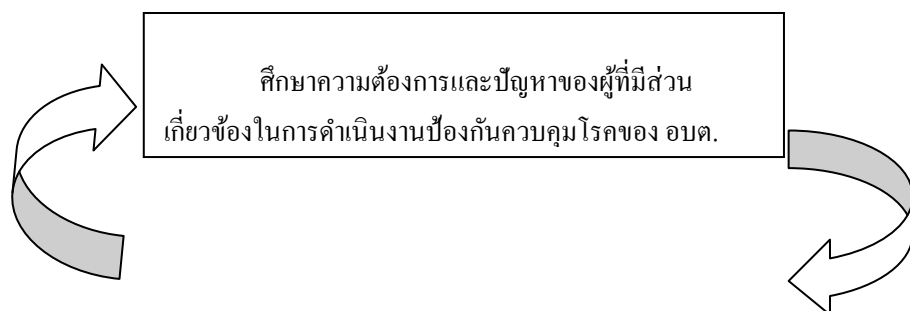 ศึกษาความต้องการและปัญหาของผู้ที่มีส่วน
เกี่ยวข้องในการดำเนินงานป้องกันควบคุมโรคของ อบต.